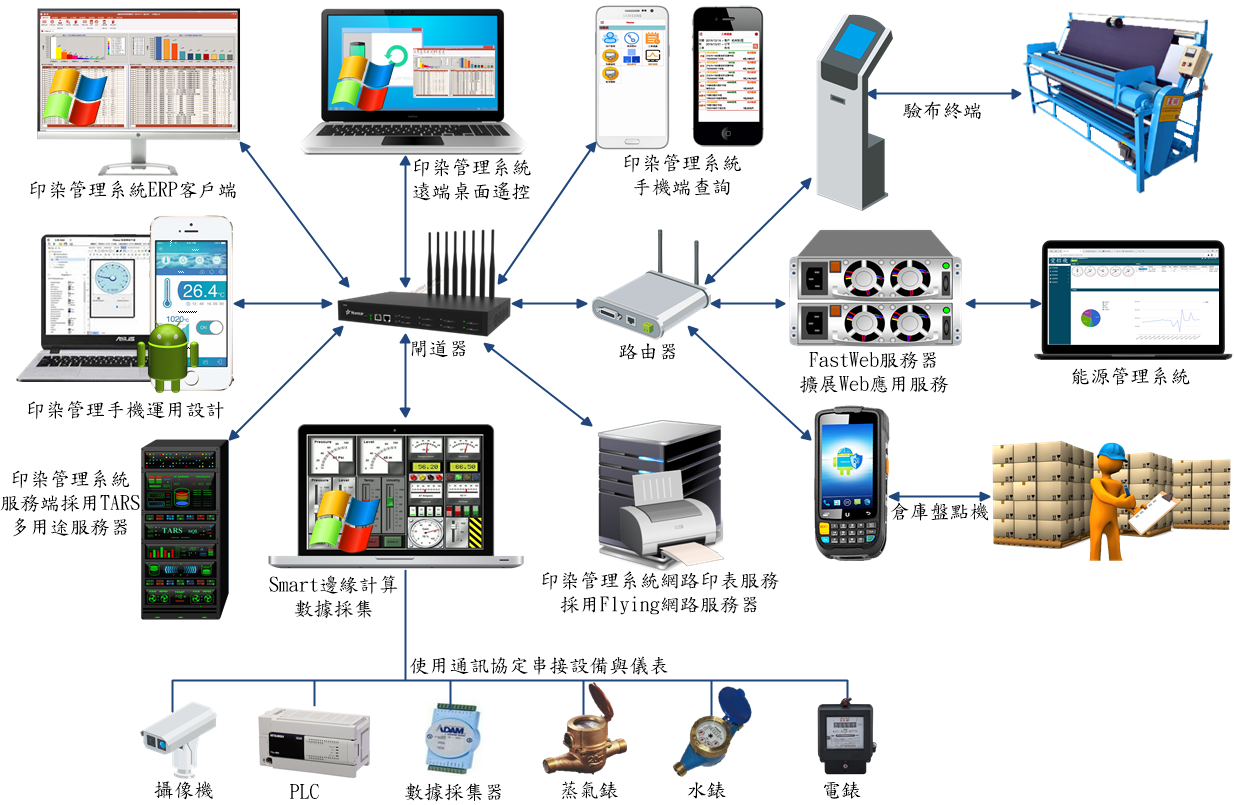 印染管理系統ERP客戶端
印染管理系統
遠端桌面遙控
印染管理系統
手機端查詢
驗布終端
26.4
1020
ON
ASUS
印染管理手機運用設計
閘道器
路由器
FastWeb服務器
擴展Web應用服務
能源管理系統
印染管理系統
服務端採用TARS
多用途服務器
TARS
Pressure
Level
56.20
66.50
Smart邊緣計算
數據採集
印染管理系統網路印表服務
採用Flying網路服務器
倉庫盤點機
使用通訊協定串接設備與儀表
ADAM
攝像機
PLC
數據採集器
蒸氣錶
水錶
電錶